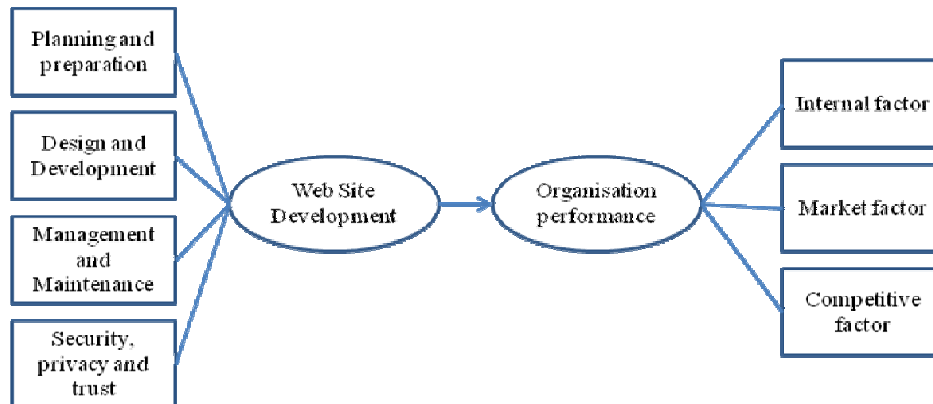 Planning and
preparation
Design and
Development
Management
and
Maintenance
Security,
privacy and
trust
Web Site
Development
Organisation
performance
Internal factor
Market factor
Competitive
factor